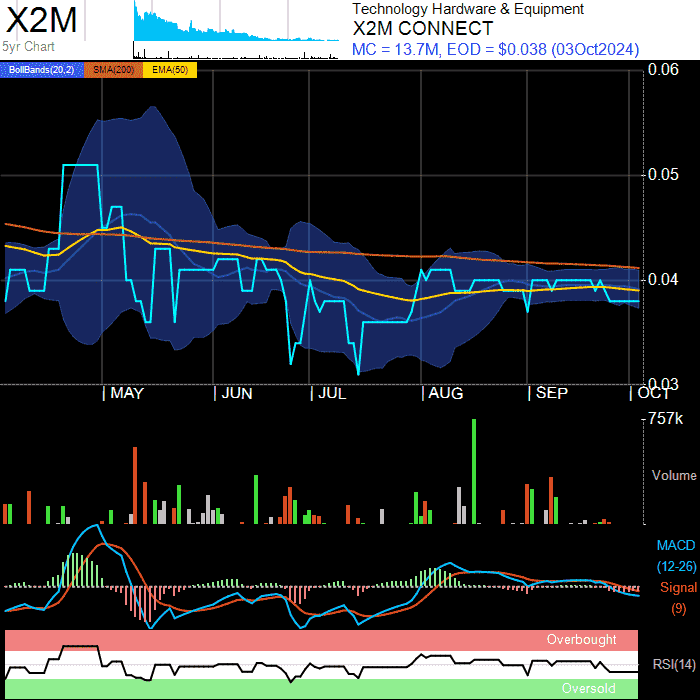 X2M
5yr Chart
Technology Hardware & Equipment
X2M CONNECT
MC = 13.7M, EOD = $0.038 (03Oct2024)
BollBands(20,2) SMA(200) EMA(50)
0.06
0.05
0.04
0.03
MAY JUN JUL AUG SEP OCT
757k
Volume
MACD
(12-26)
Signal
(9)
Overbought
RSI(14)
Oversold